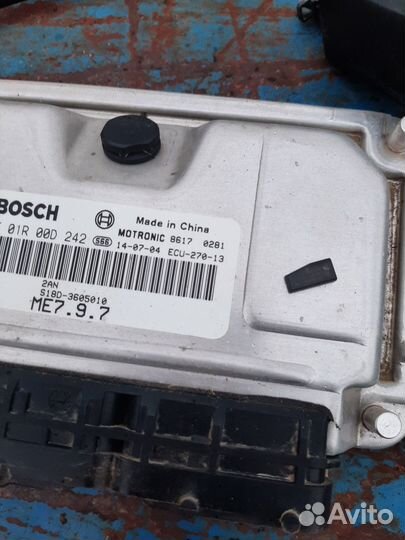 BOSCH
Made in China
01R 00D 242 SGS MOTRONIC 8617 0281
14-07-04 ECU-270-13
2AN
S18D-3605010
ME7.9.7
Avito